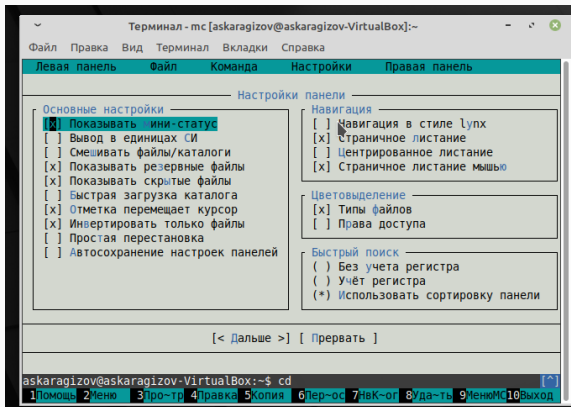 Терминал - mc [askaragizov@askaragizov-VirtualBox]:~
Файл Правка Вид Терминал Вкладки Справка
Левая панель Файл Команда Настройки Правая панель
Настройки панели
Основные настройки
[x] Показывать мини-статус
[ ] Вывод в единицах СИ
[ ] Смешивать файлы/каталоги
[x] Показывать резервные файлы
[x] Показывать скрытые файлы
[ ] Быстрая загрузка каталога
[x] Отметка перемещает курсор
[x] Инвертировать только файлы
[ ] Простая перестановка
[ ] Автосохранение настроек панелей
Навигация
[ ] Навигация в стиле lynx
[x] Страничное листание
[ ] Центрированное листание
[x] Страничное листание мышью
Цветовыделение
[x] Типы файлов
[ ] Права доступа
Быстрый поиск
( ) Без учета регистра
( ) Учёт регистра
(*) Использовать сортировку панели
[< Дальше >] [ Прервать ]
askaragizov@askaragizov-VirtualBox:~$ cd [^]
1Помощь 2Меню 3Про~тр 4Правка 5Копия 6Пер~ос 7НвК~ог 8Уда~ть 9МенюMC 10Выход